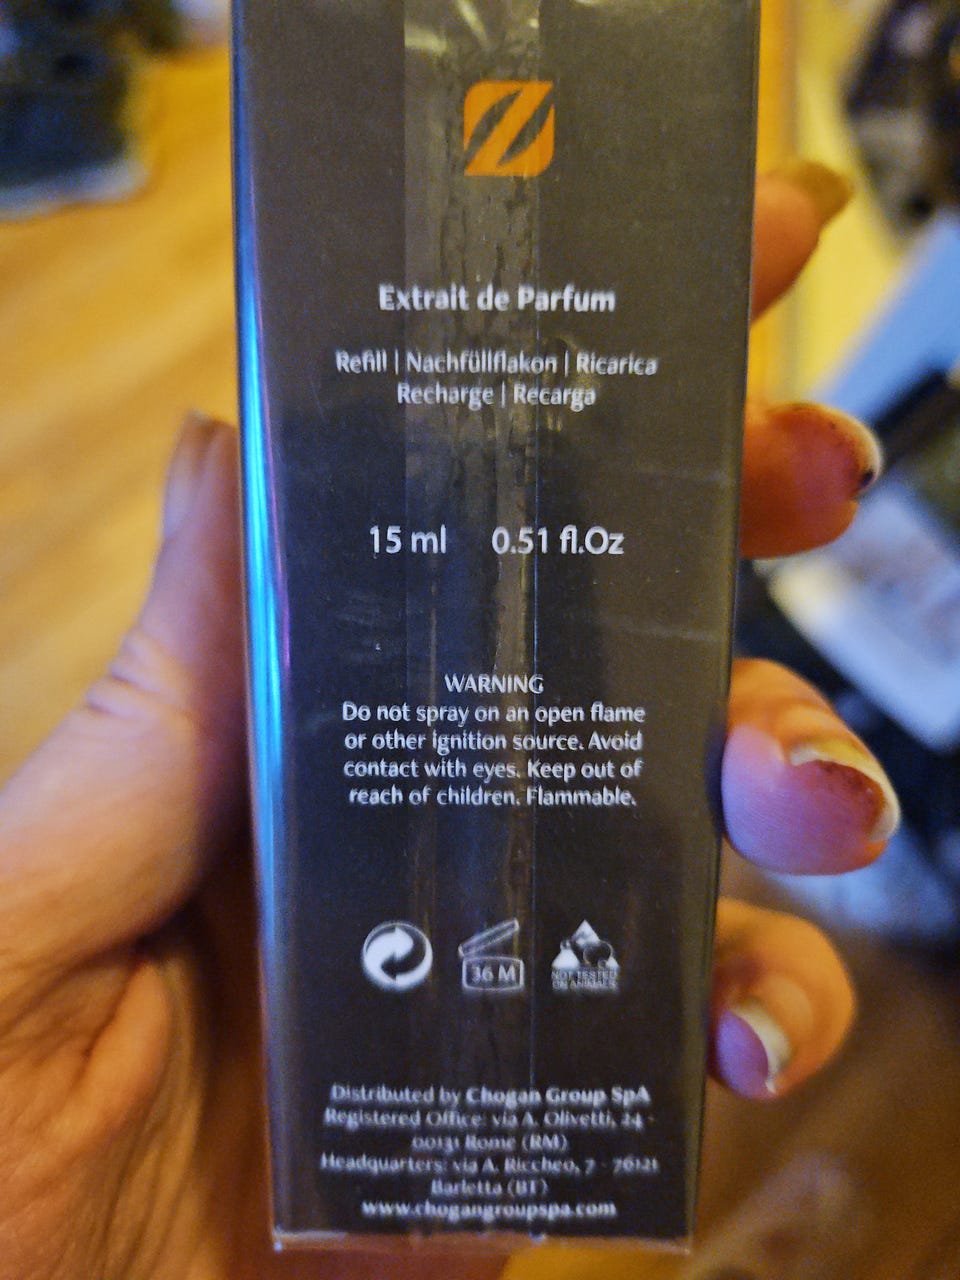 Extrait de Parfum
Refill | Nachfüllflakon | Ricarica
Recharge | Recarga
15 ml 0.51 fl.Oz
WARNING
Do not spray on an open flame
or other ignition source. Avoid
contact with eyes. Keep out of
reach of children. Flammable.
36 M
NOT TESTED
ON ANIMALS
Distributed by Chogan Group SpA
Registered Office: via A. Olivetti, 24 -
00131 Rome (RM)
Headquarters: via A. Riccheo, 7 - 76121
Barletta (BT)
www.chogangroupspa.com